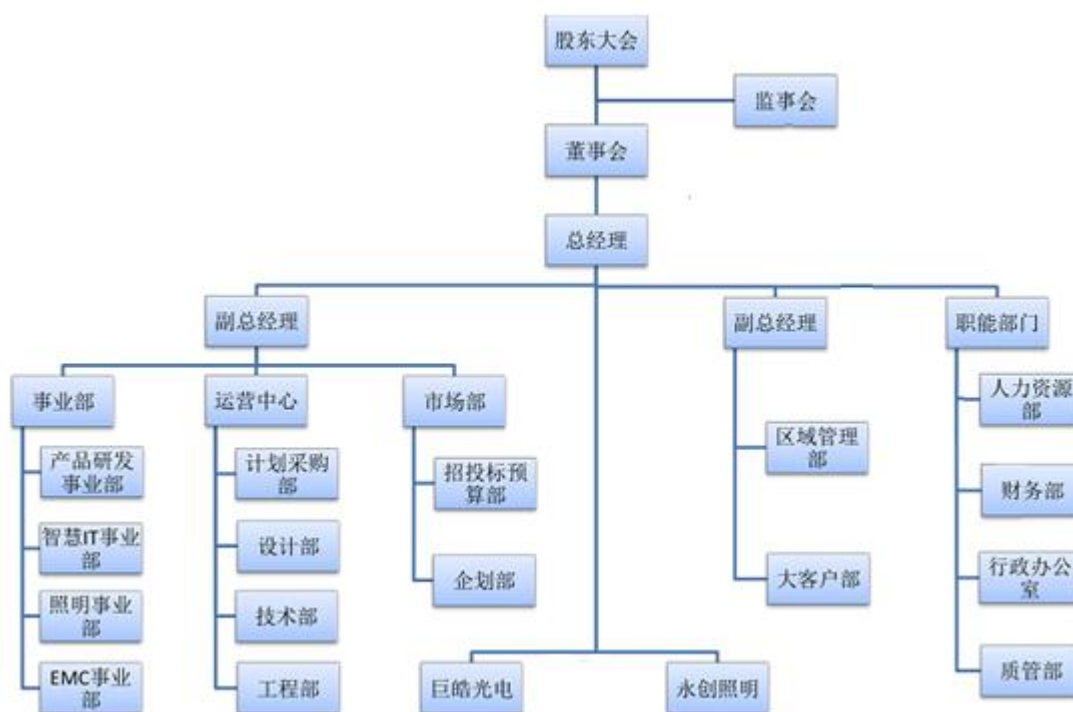 股东大会
监事会
董事会
总经理
副总经理
副总经理
职能部门
事业部
运营中心
市场部
人力资源
部
区域管理
部
产品研发
事业部
计划采购
部
招投标预
算部
财务部
智慧IT事业
部
设计部
企划部
大客户部
行政办公
室
照明事业
部
技术部
EMC事业
部
工程部
巨皓光电
永创照明
质管部